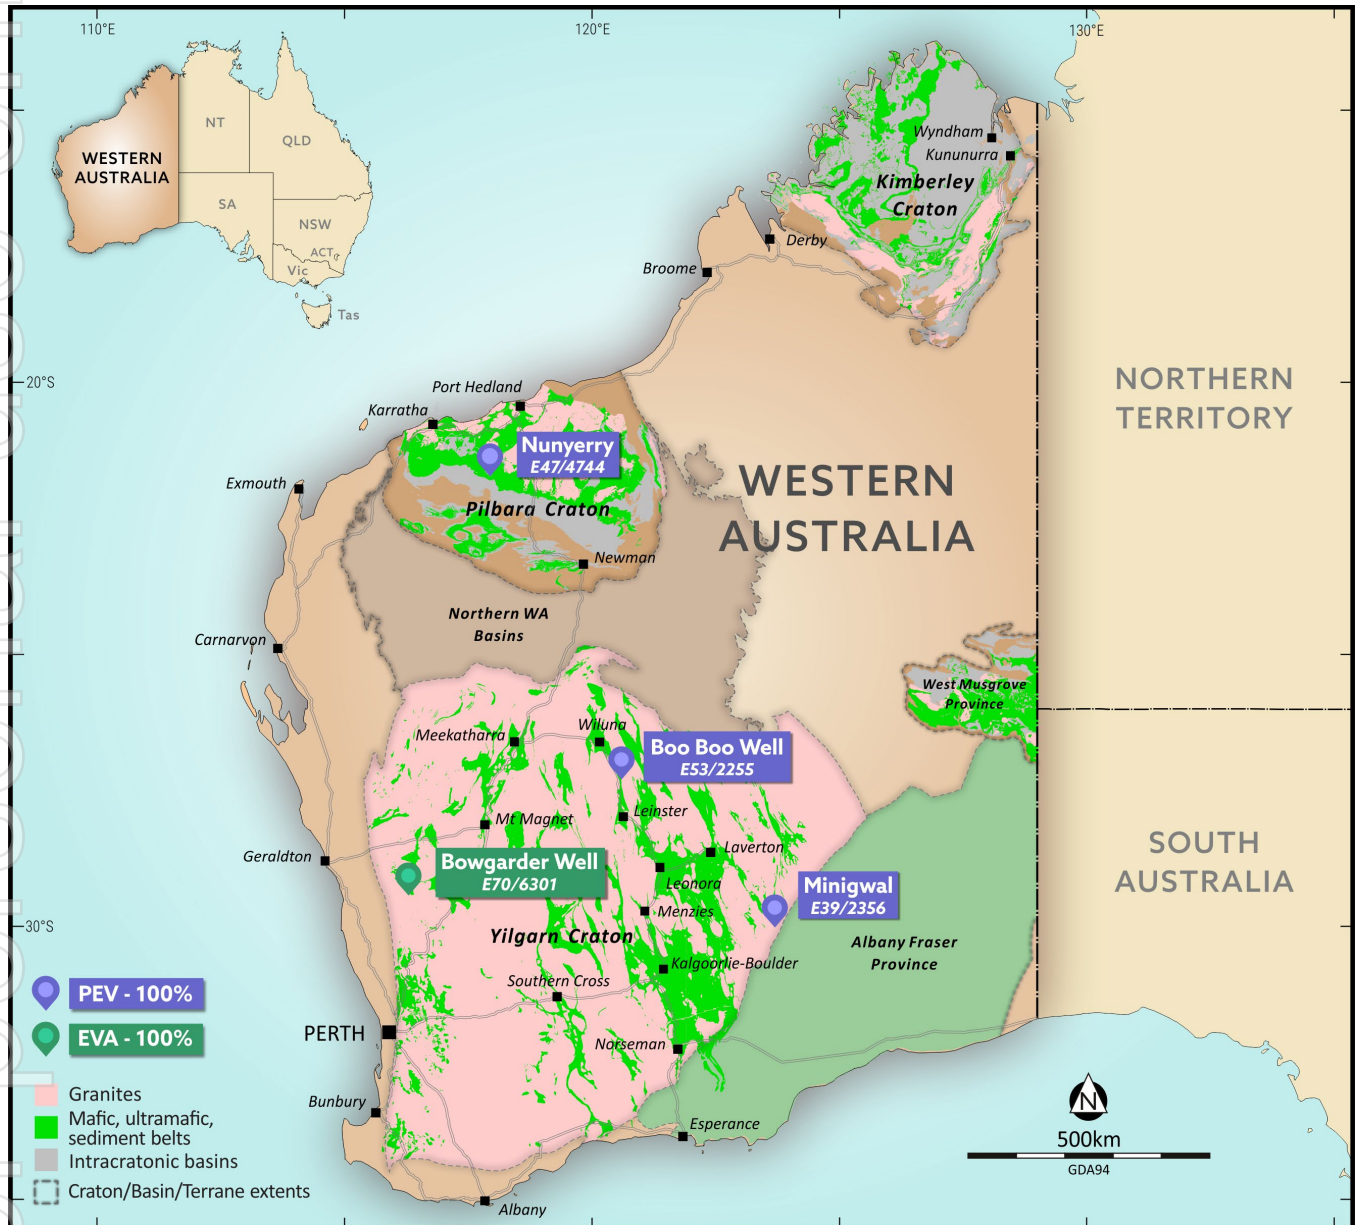 110°E
120°E
130°E
20°S
30°S
WESTERN
AUSTRALIA
NT
QLD
SA
NSW
ACT
Vic
Tas
Wyndham
Kununurra
Kimberley
Craton
Derby
Broome
Port Hedland
Karratha
Nunyerry
E47/4744
Exmouth
Pilbara Craton
Newman
WESTERN
AUSTRALIA
NORTHERN
TERRITORY
Northern WA
Basins
Carnarvon
West Musgrove
Province
Wiluna
Meekatharra
Boo Boo Well
E53/2255
Leinster
Mt Magnet
Laverton
Geraldton
Bowgarder Well
E70/6301
Leonora
Minigwal
E39/2356
Menzies
SOUTH
AUSTRALIA
Yilgarn Craton
Albany Fraser
Province
Kalgoorlie-Boulder
Southern Cross
PERTH
Norseman
Bunbury
Esperance
Albany
PEV - 100%
EVA - 100%
Granites
Mafic, ultramafic,
sediment belts
Intracratonic basins
Craton/Basin/Terrane extents
N
500km
GDA94